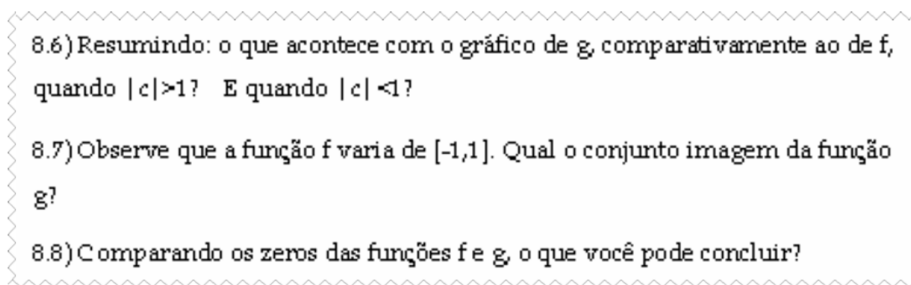 8.6) Resumindo: o que acontece com o gráfico de g, comparativamente ao de f,
quando |c|>1? E quando |c| <1?
8.7) Observe que a função f varia de [-1,1]. Qual o conjunto imagem da função
g?
8.8) Comparando os zeros das funções f e g, o que você pode concluir?